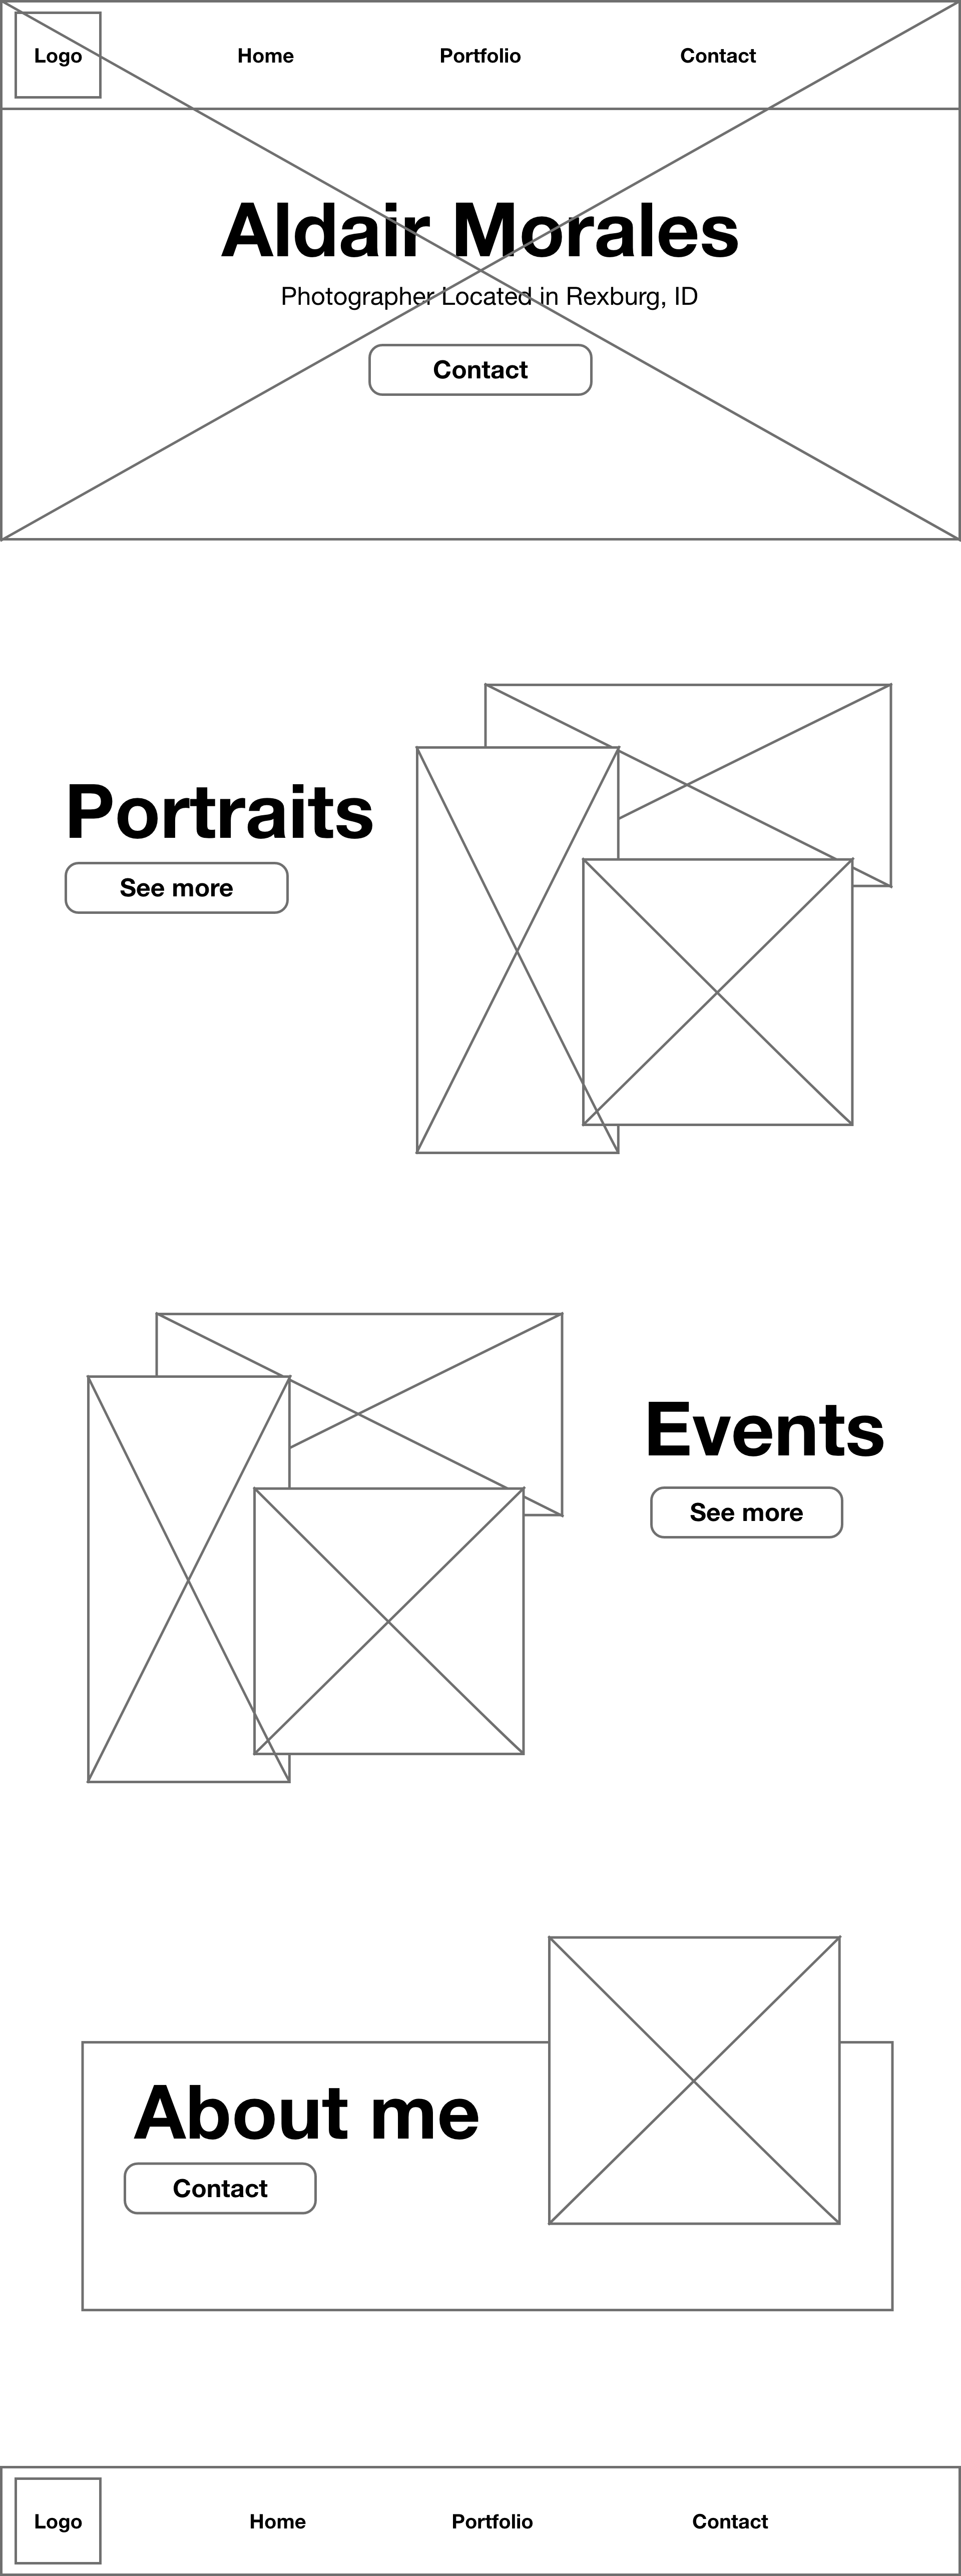 Logo Home Portfolio Contact
Aldair Morales
Photographer Located in Rexburg, ID
Contact
Portraits
See more
Events
See more
About me
Contact
Logo Home Portfolio Contact